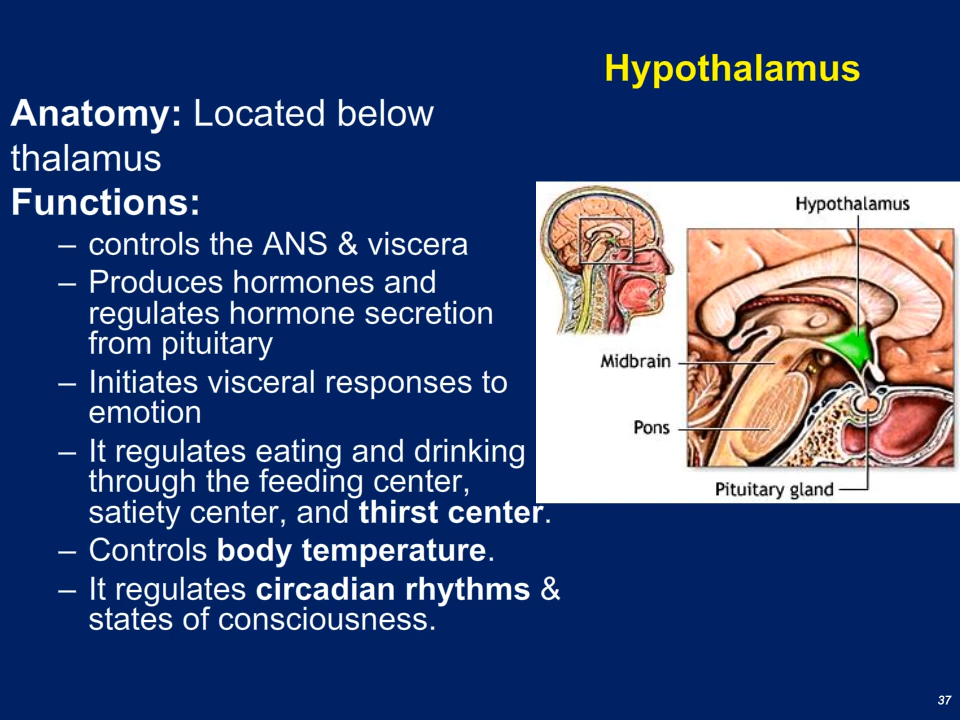 Hypothalamus
Anatomy: Located below
thalamus
Functions:
– controls the ANS & viscera
– Produces hormones and
regulates hormone secretion
from pituitary
– Initiates visceral responses to
emotion
– It regulates eating and drinking
through the feeding center,
satiety center, and thirst center.
– Controls body temperature.
– It regulates circadian rhythms &
states of consciousness.
Hypothalamus
Midbrain
Pons
Pituitary gland
37